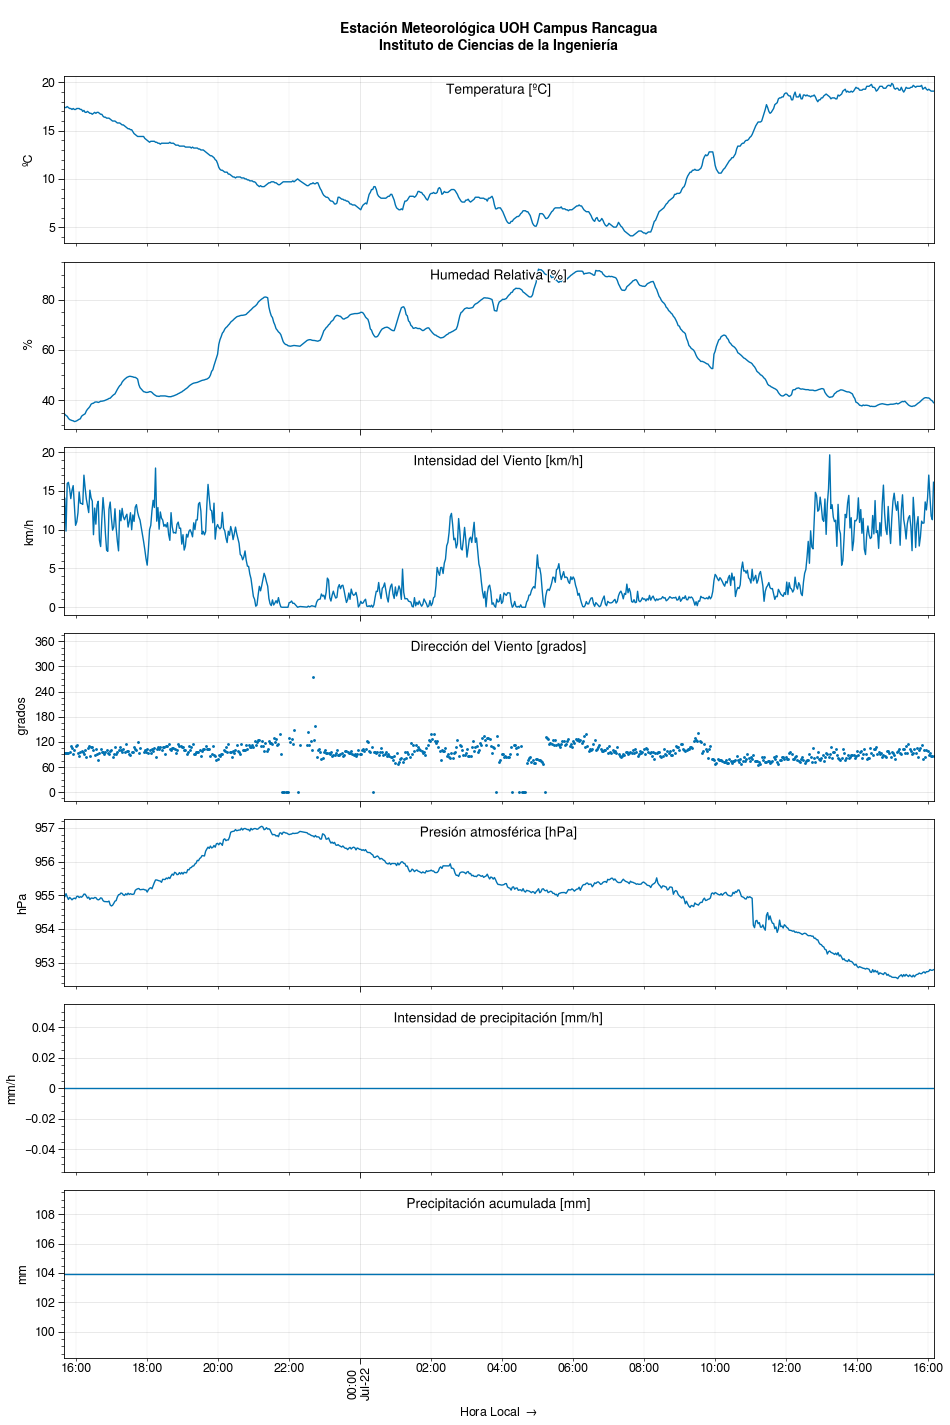 Estación Meteorológica UOH Campus Rancagua
Instituto de Ciencias de la Ingeniería
Temperatura [ºC]
20
15
10
5
ºC
Humedad Relativa [%]
80
60
40
%
Intensidad del Viento [km/h]
20
15
10
5
0
km/h
Dirección del Viento [grados]
360
300
240
180
120
60
0
grados
Presión atmosférica [hPa]
957
956
955
954
953
hPa
Intensidad de precipitación [mm/h]
0.04
0.02
0
−0.02
−0.04
mm/h
Precipitación acumulada [mm]
108
106
104
102
100
mm
16:00 18:00 20:00 22:00 00:00 02:00 04:00 06:00 08:00 10:00 12:00 14:00 16:00
Jul-22
Hora Local →